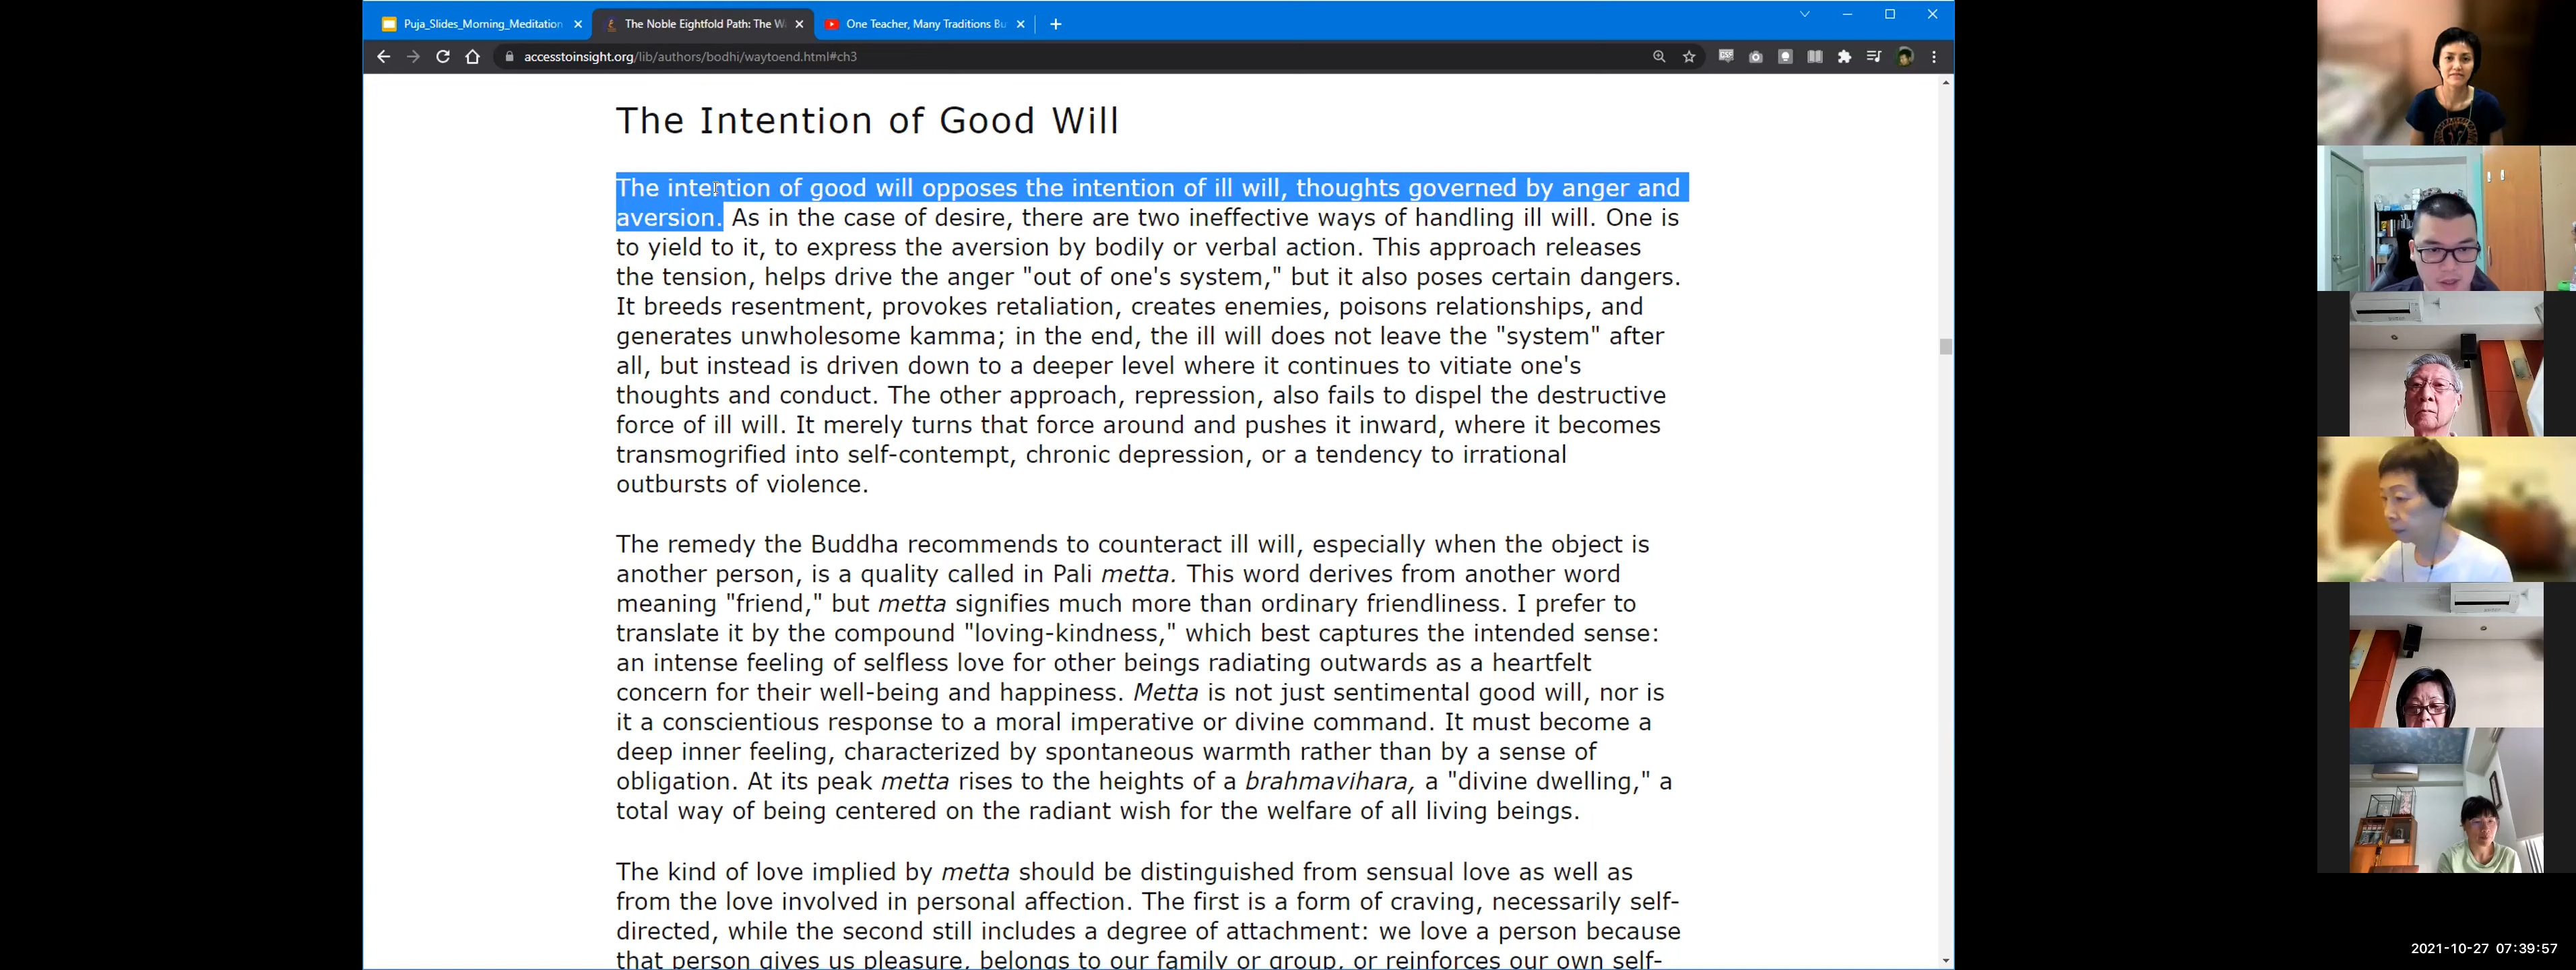 Puja_Slides_Morning_Meditation
The Noble Eightfold Path: The W
One Teacher, Many Traditions Bu
accesstoinsight.org/lib/authors/bodhi/waytoend.html#ch3
The Intention of Good Will
The intention of good will opposes the intention of ill will, thoughts governed by anger and
aversion. As in the case of desire, there are two ineffective ways of handling ill will. One is
to yield to it, to express the aversion by bodily or verbal action. This approach releases
the tension, helps drive the anger "out of one's system," but it also poses certain dangers.
It breeds resentment, provokes retaliation, creates enemies, poisons relationships, and
generates unwholesome kamma; in the end, the ill will does not leave the "system" after
all, but instead is driven down to a deeper level where it continues to vitiate one's
thoughts and conduct. The other approach, repression, also fails to dispel the destructive
force of ill will. It merely turns that force around and pushes it inward, where it becomes
transmogrified into self-contempt, chronic depression, or a tendency to irrational
outbursts of violence.
The remedy the Buddha recommends to counteract ill will, especially when the object is
another person, is a quality called in Pali metta. This word derives from another word
meaning "friend," but metta signifies much more than ordinary friendliness. I prefer to
translate it by the compound "loving-kindness," which best captures the intended sense:
an intense feeling of selfless love for other beings radiating outwards as a heartfelt
concern for their well-being and happiness. Metta is not just sentimental good will, nor is
it a conscientious response to a moral imperative or divine command. It must become a
deep inner feeling, characterized by spontaneous warmth rather than by a sense of
obligation. At its peak metta rises to the heights of a brahmavihara, a "divine dwelling," a
total way of being centered on the radiant wish for the welfare of all living beings.
The kind of love implied by metta should be distinguished from sensual love as well as
from the love involved in personal affection. The first is a form of craving, necessarily self-
directed, while the second still includes a degree of attachment: we love a person because
that person gives us pleasure, belongs to our family or group, or reinforces our own self-
2021-10-27 07:39:57